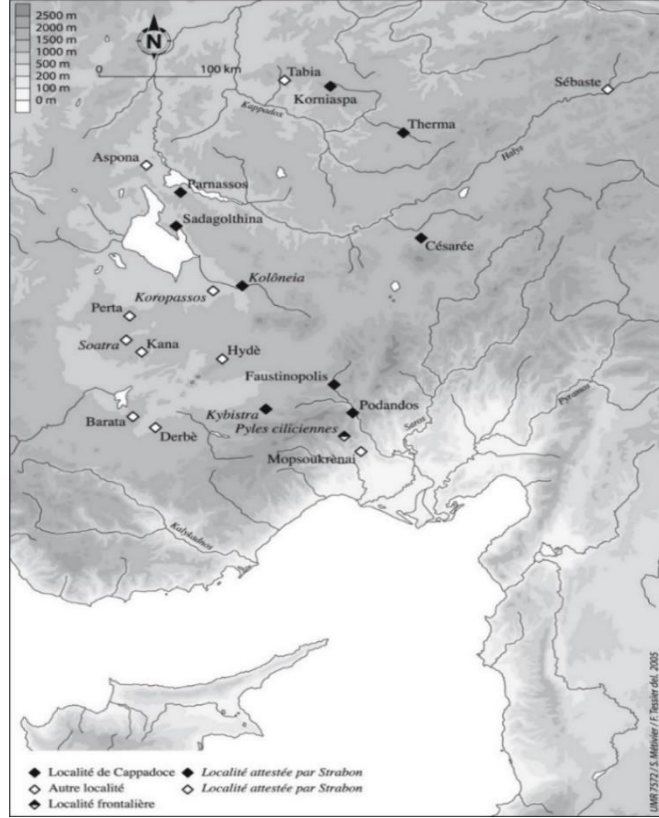 2500 m
2000 m
1500 m
1000 m
500 m
200 m
100 m
0 m
N
0 100 km
Tabia
Korniaspa
Sébaste
Kappadox
Therma
Halys
Aspona
Parnassos
Sadagolthina
Césarée
Kolôneia
Koropassos
Perta
Soatra
Kana
Hydè
Faustinopolis
Pyramos
Kybistra
Podandos
Barata
Saros
Pyles ciliciennes
Derbè
Mopsoukrènai
Kalykadnos
Localité de Cappadoce
Localité attestée par Strabon
Autre localité
Localité attestée par Strabon
Localité frontalière
UMR 7572 / S. Métivier / F. Tessier del. 2005